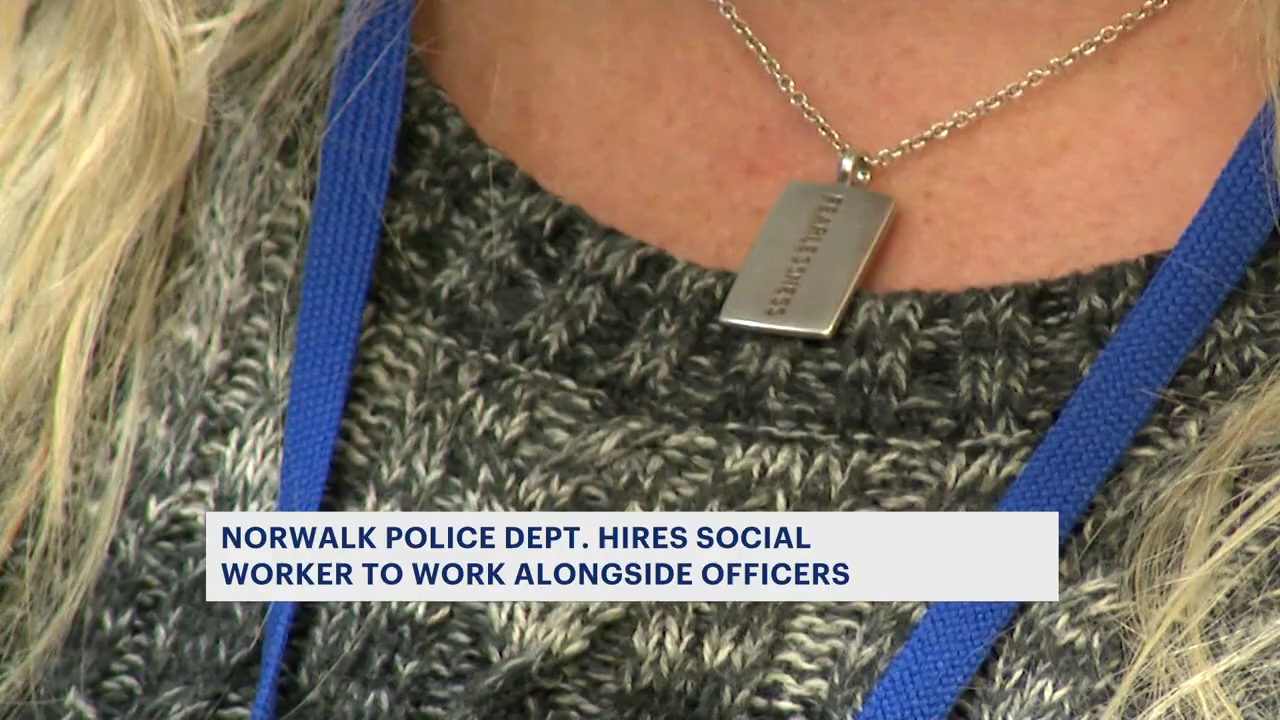 FEARLESSNESS
NORWALK POLICE DEPT. HIRES SOCIAL
WORKER TO WORK ALONGSIDE OFFICERS